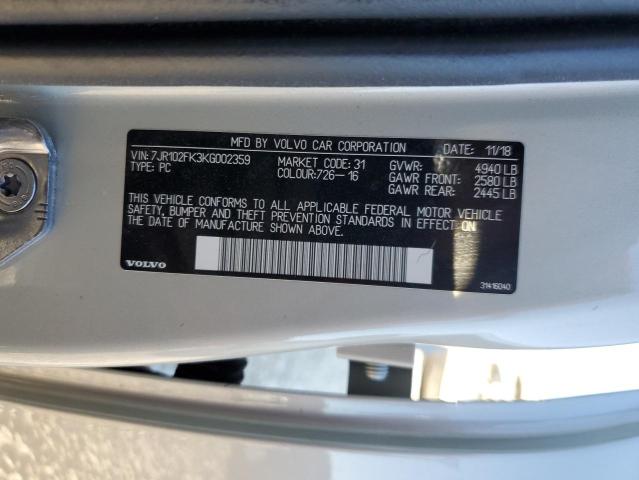 MFD BY VOLVO CAR CORPORATION DATE: 11/18
VIN:7JR102FK3KG002359 MARKET CODE: 31 GVWR: 4940 LB
TYPE: PC COLOUR:726-16 GAWR FRONT: 2580 LB
GAWR REAR: 2445 LB
THIS VEHICLE CONFORMS TO ALL APPLICABLE FEDERAL MOTOR VEHICLE
SAFETY, BUMPER AND THEFT PREVENTION STANDARDS IN EFFECT ON
THE DATE OF MANUFACTURE SHOWN ABOVE.
VOLVO 31416040